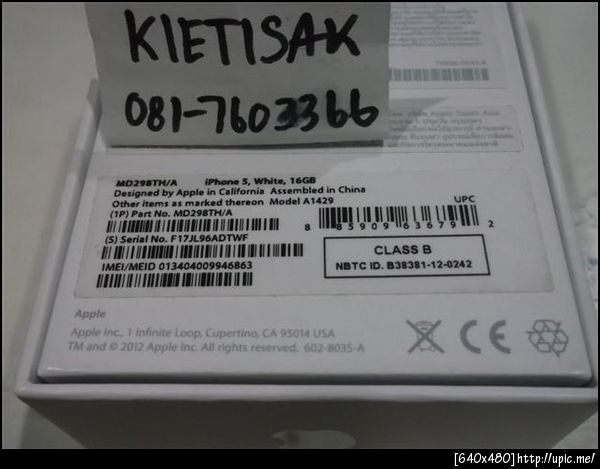 KIETISAK
081-7603366
MD298TH/A iPhone 5, White, 16GB
Designed by Apple in California Assembled in China
Other items as marked thereon Model A1429
(1P) Part No. MD298TH/A
(S) Serial No. F17JL96ADTWF
IMEI/MEID 013404009946863
UPC
8 85909 63679 2
CLASS B
NBTC ID. B38381-12-0242
Apple
Apple Inc., 1 Infinite Loop, Cupertino, CA 95014 USA
TM and © 2012 Apple Inc. All rights reserved. 602-8035-A
[640x480]http://upic.me/